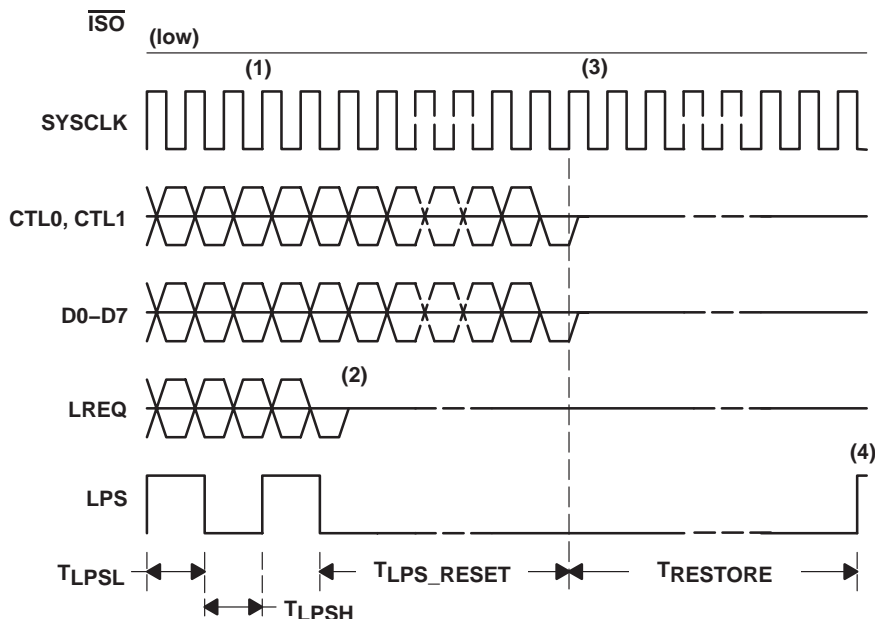 ISO
(low)
(1)
(3)
SYSCLK
CTL0, CTL1
D0–D7
(2)
LREQ
(4)
LPS
TLPSL
TLPS_RESET
TRESTORE
TLPSH